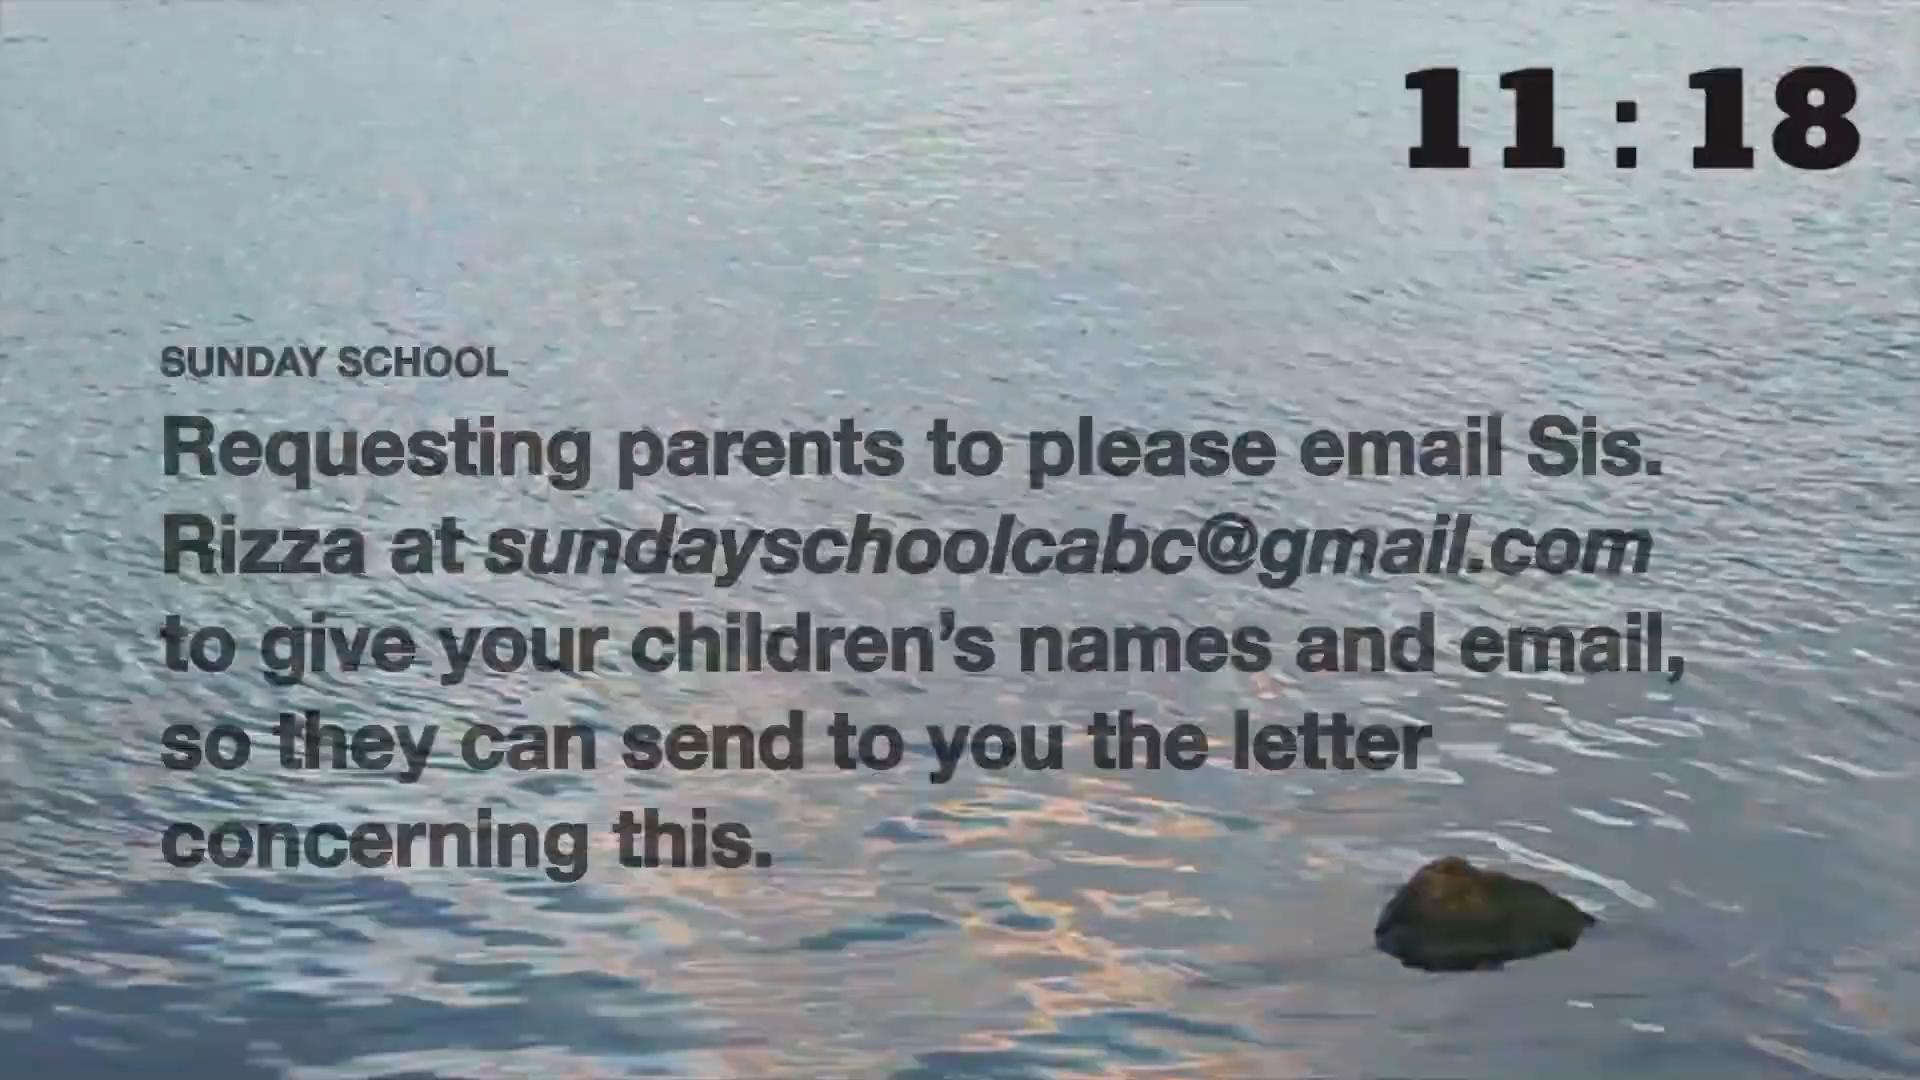 11:18
SUNDAY SCHOOL
Requesting parents to please email Sis.
Rizza at sundayschoolcabc@gmail.com
to give your children’s names and email,
so they can send to you the letter
concerning this.